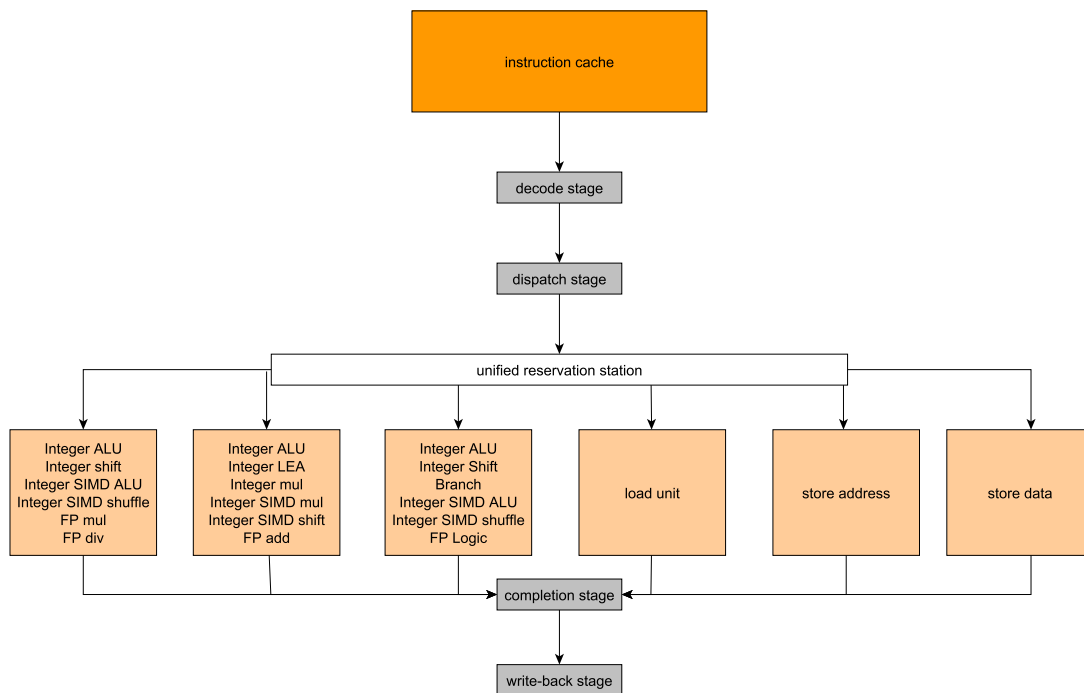 instruction cache
decode stage
dispatch stage
unified reservation station
Integer ALU
Integer shift
Integer SIMD ALU
Integer SIMD shuffle
FP mul
FP div
Integer ALU
Integer LEA
Integer mul
Integer SIMD mul
Integer SIMD shift
FP add
Integer ALU
Integer Shift
Branch
Integer SIMD ALU
Integer SIMD shuffle
FP Logic
load unit
store address
store data
completion stage
write-back stage